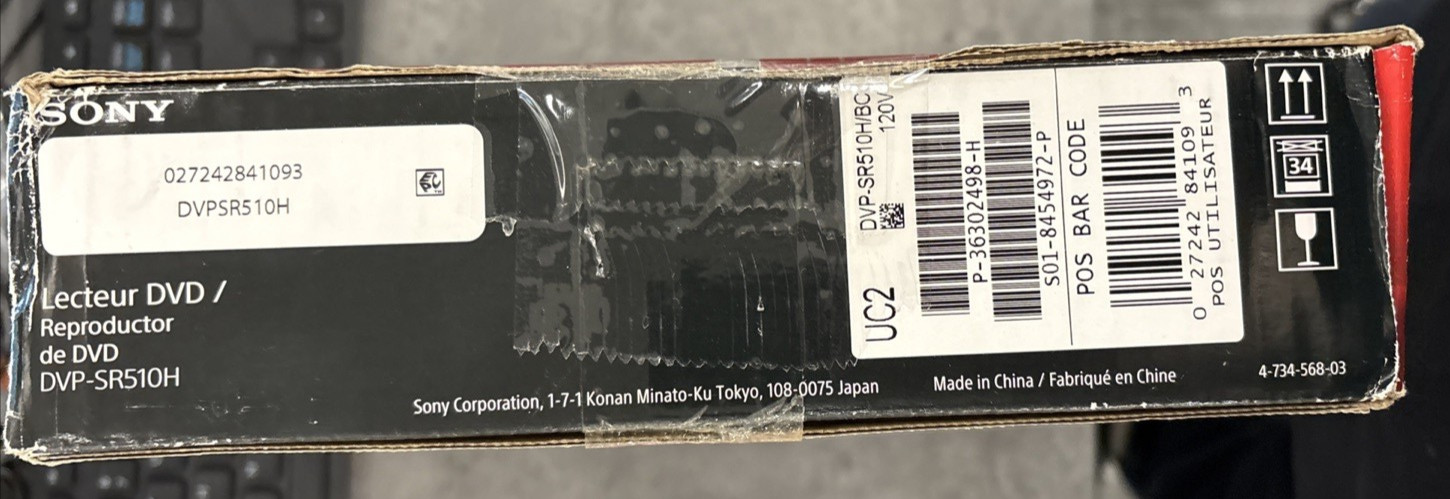 SONY
027242841093
DVPSR510H
Lecteur DVD /
Reproductor
de DVD
DVP-SR510H
Sony Corporation, 1-7-1 Konan Minato-Ku Tokyo, 108-0075 Japan
UC2
DVP-SR510H/BC
120V
P-36302498-H
S01-8454972-P
POS BAR CODE
0 27242 84109 3
POS UTILISATEUR
Made in China / Fabriqué en Chine
34
4-734-568-03